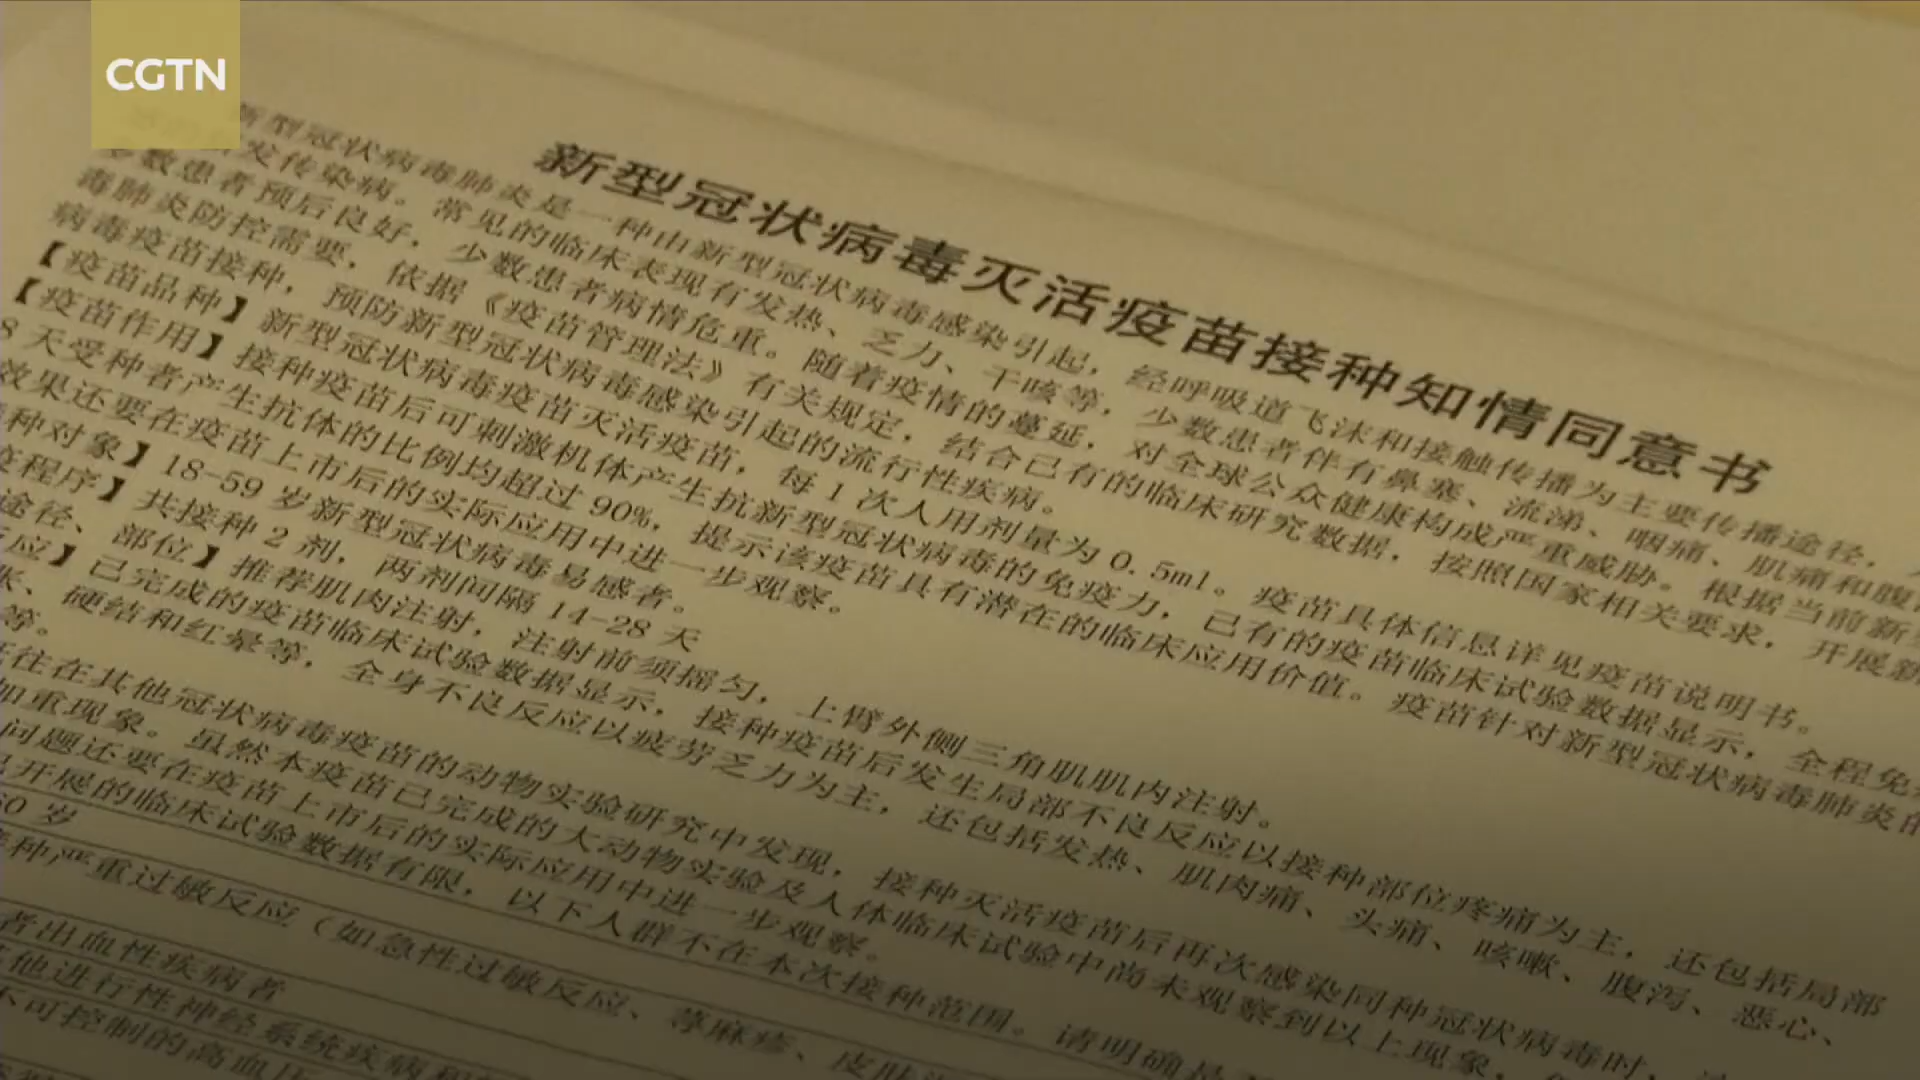 CGTN
新型冠状病毒灭活疫苗接种知情同意书
新型冠状病毒肺炎是一种由新型冠状病毒感染引起，经呼吸道飞沫和接触传播为主要传播途径，
发传染病。常见的临床表现有发热、乏力、干咳等，少数患者伴有鼻塞、流涕、咽痛、肌痛和腹
多数患者预后良好，少数患者病情危重。随着疫情的蔓延，对全球公众健康构成严重威胁。根据当前新
毒肺炎防控需要，依据《疫苗管理法》有关规定，结合已有的临床研究数据，按照国家相关要求，开展新
病毒疫苗接种，预防新型冠状病毒感染引起的流行性疾病。
【疫苗品种】新型冠状病毒疫苗灭活疫苗，每1次人用剂量为0.5ml。疫苗具体信息详见疫苗说明书。
【疫苗作用】接种疫苗后可刺激机体产生抗新型冠状病毒的免疫力，已有的疫苗临床试验数据显示，全程免
8 天受种者产生抗体的比例均超过90%，提示该疫苗具有潜在的临床应用价值。疫苗针对新型冠状病毒肺炎的
效果还要在疫苗上市后的实际应用中进一步观察。
种对象】18-59 岁新型冠状病毒易感者。
程序】共接种 2 剂，两剂间隔 14-28 天
途径、部位】推荐肌内注射，注射前须摇匀，上臂外侧三角肌肌内注射。
应】已完成的疫苗临床试验数据显示，接种疫苗后发生局部不良反应以接种部位疼痛为主，还包括局部
、硬结和红晕等，全身不良反应以疲劳乏力为主，还包括发热、肌肉痛、头痛、咳嗽、腹泻、恶心、
等。
往在其他冠状病毒疫苗的动物实验研究中发现，接种灭活疫苗后再次感染同种冠状病毒时，
加重现象。虽然本疫苗已完成的大动物实验及人体临床试验中尚未观察到以上现象，
问题还要在疫苗上市后的实际应用中进一步观察。
开展的临床试验数据有限，以下人群不在本次接种范围。请明确是
0 岁
种严重过敏反应（如急性过敏反应、荨麻疹、皮肤
者出血性疾病者
他进行性神经系统疾病
不可控制的高血压